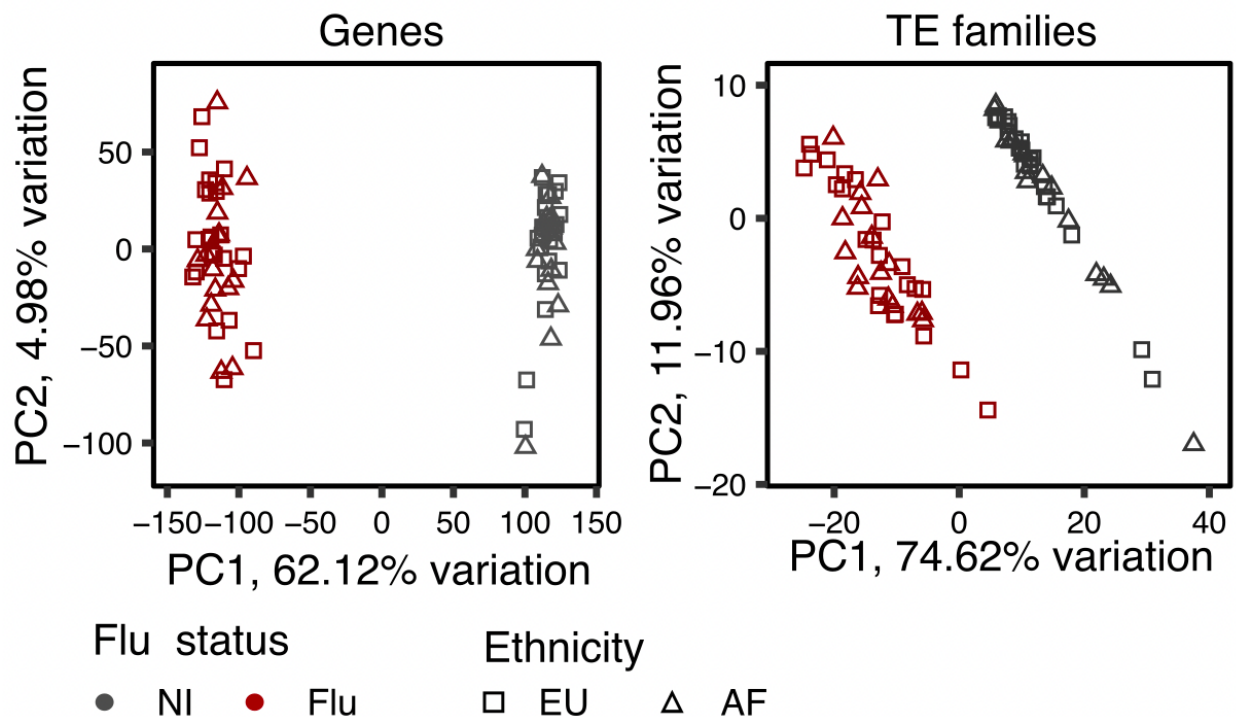 Genes
PC2, 4.98% variation
50
0
−50
−100
−150 −100 −50 0 50 100 150
PC1, 62.12% variation
TE families
PC2, 11.96% variation
10
0
−10
−20
−20 0 20 40
PC1, 74.62% variation
Flu status
NI Flu
Ethnicity
EU AF